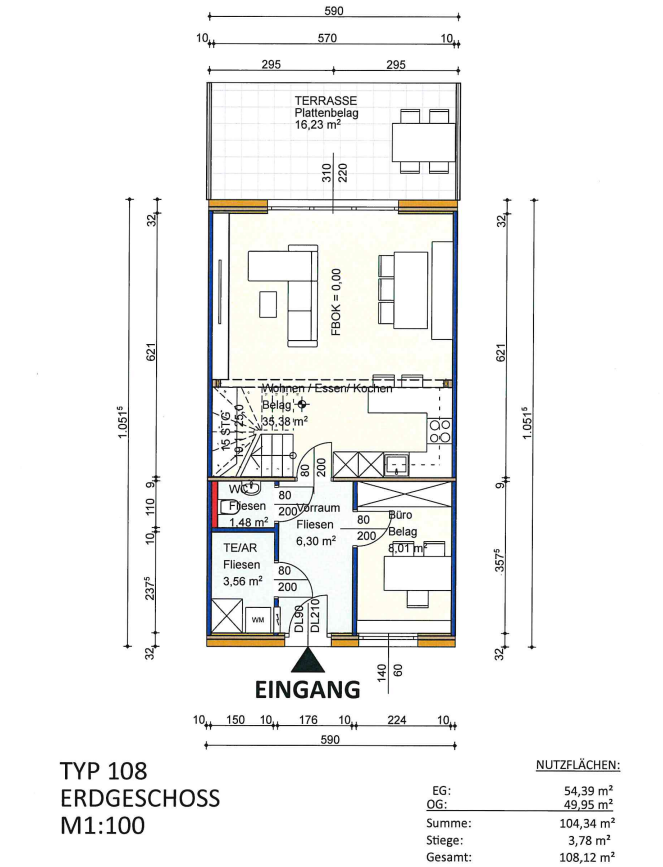 590
10 570 10
295 295
TERRASSE
Plattenbelag
16,23 m²
310
220
32
32
FBOK = 0,00
621
621
1.051⁵
1.051⁵
Wohnen / Essen/ Kochen
Belag
35,38 m²
15 STG
80
200
9
9
WC
Fliesen
1,48 m²
80
200
Vorraum
Fliesen
6,30 m²
80
200
Büro
Belag
8,01 m²
110
10
TE/AR
Fliesen
3,56 m²
80
200
237⁵
357⁵
WM
DL90
DL210
32
32
140
60
EINGANG
10 150 10 176 10 224 10
590
TYP 108
ERDGESCHOSS
M1:100
NUTZFLÄCHEN:
EG: 54,39 m²
OG: 49,95 m²
Summe: 104,34 m²
Stiege: 3,78 m²
Gesamt: 108,12 m²